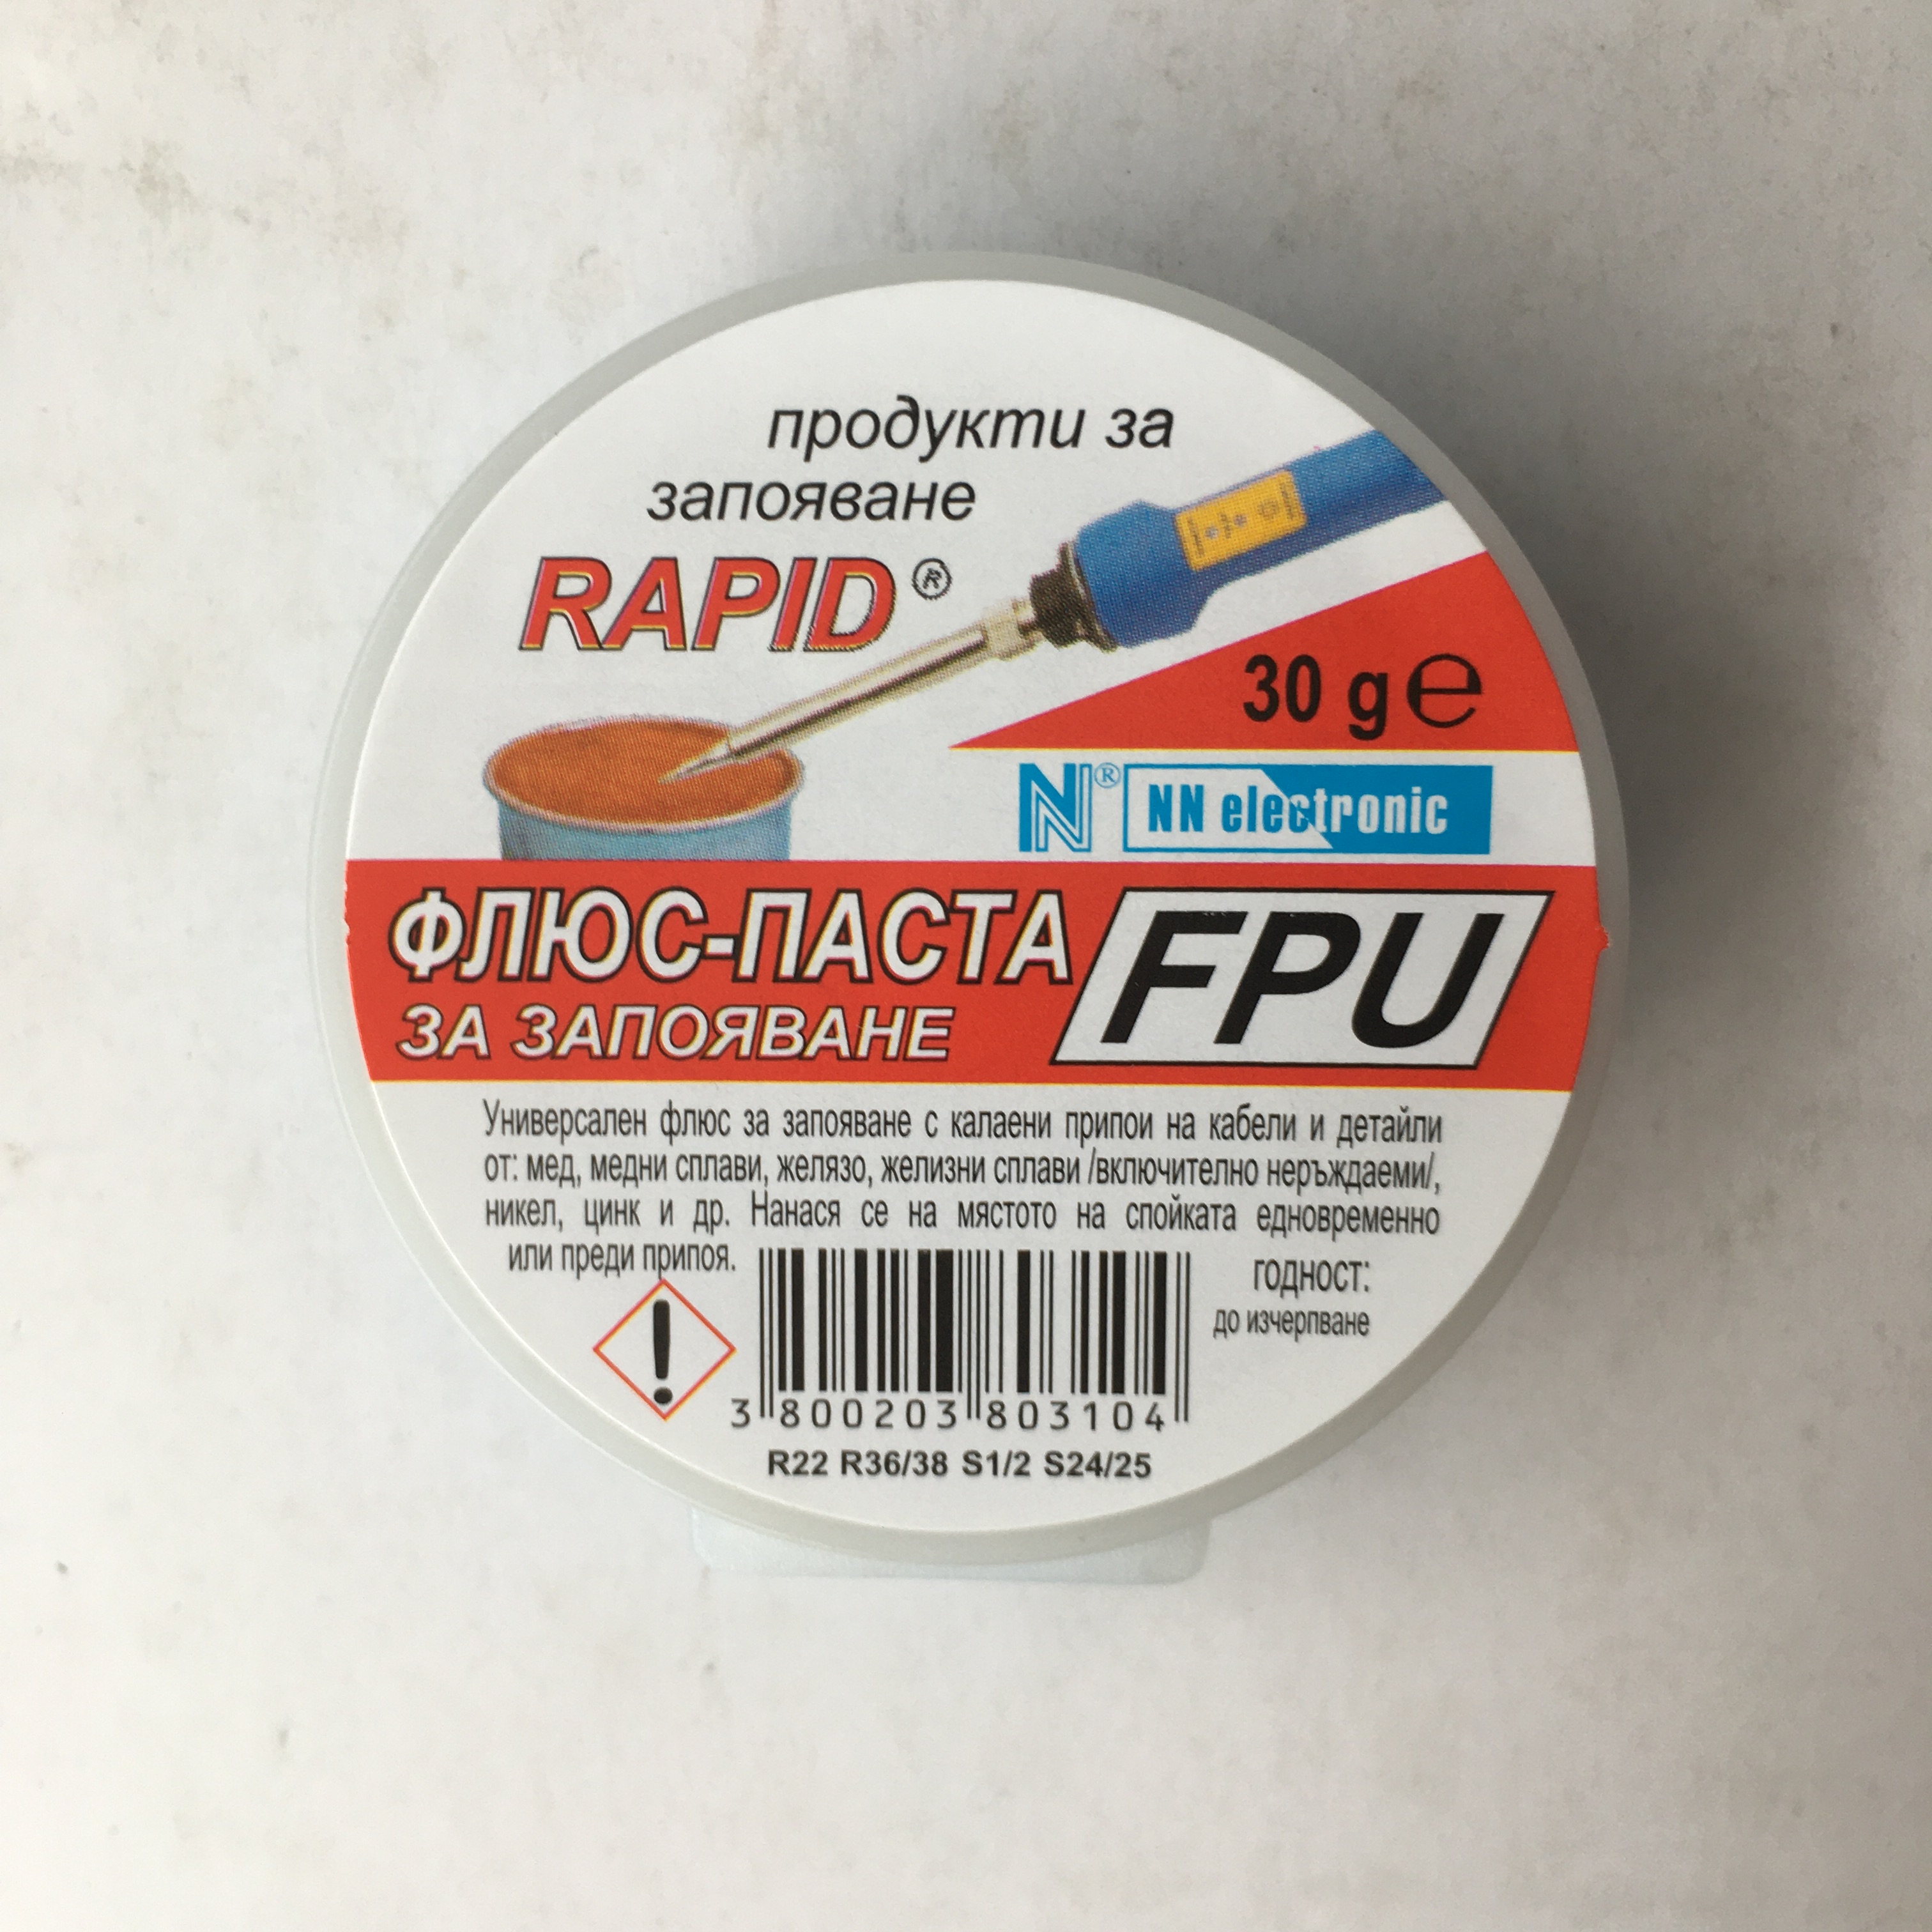 продукти за
запояване
RAPID ®
30 g ℮
N ® NN electronic
ФЛЮС-ПАСТА
ЗА ЗАПОЯВАНЕ
FPU
Универсален флюс за запояване с калаени припои на кабели и детайли
от: мед, медни сплави, желязо, желизни сплави /включително неръждаеми/,
никел, цинк и др. Нанася се на мястото на спойката едновременно
или преди припоя.
годност:
до изчерпване
3 800203 803104
R22 R36/38 S1/2 S24/25